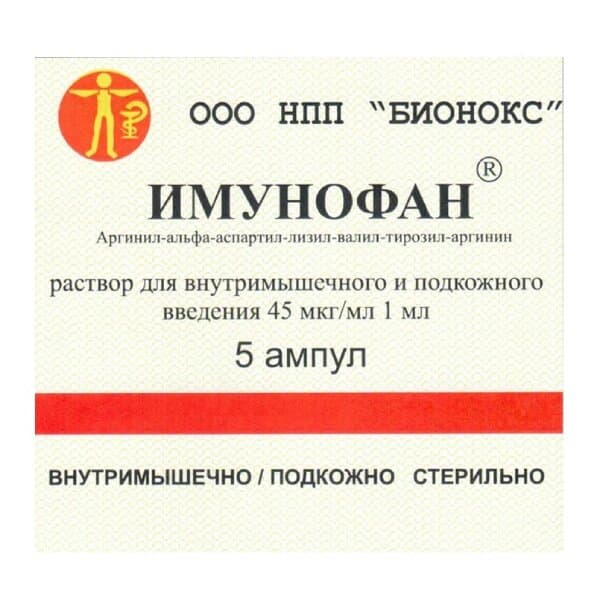 ООО НПП "БИОНОКС"
ИМУНОФАН®
Аргинил-альфа-аспартил-лизил-валил-тирозил-аргинин
раствор для внутримышечного и подкожного
введения 45 мкг/мл 1 мл
5 ампул
ВНУТРИМЫШЕЧНО / ПОДКОЖНО СТЕРИЛЬНО